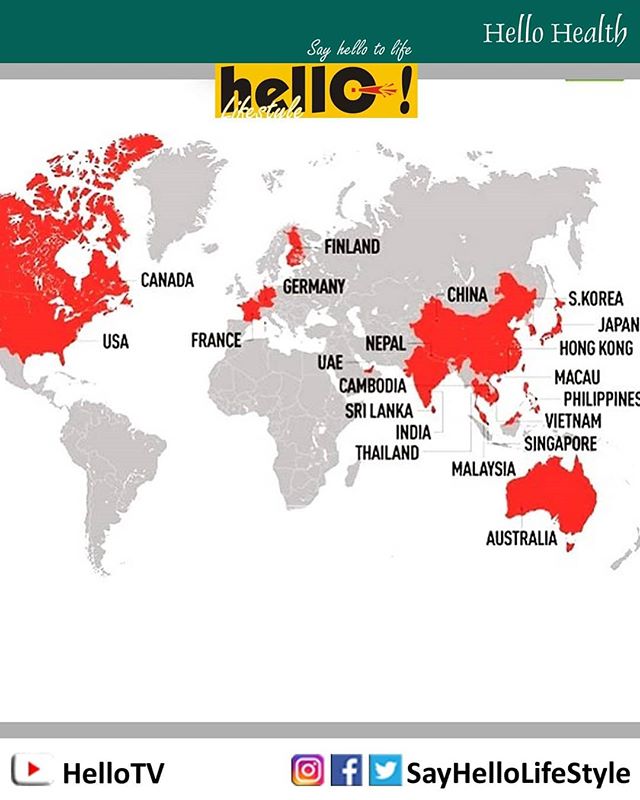 Hello Health
Say hello to life
hello!
Lifestyle
FINLAND
CANADA
GERMANY
CHINA
S.KOREA
JAPAN
USA
FRANCE
NEPAL
HONG KONG
UAE
CAMBODIA
MACAU
PHILIPPINES
SRI LANKA
VIETNAM
INDIA
SINGAPORE
THAILAND
MALAYSIA
AUSTRALIA
HelloTV
SayHelloLifeStyle